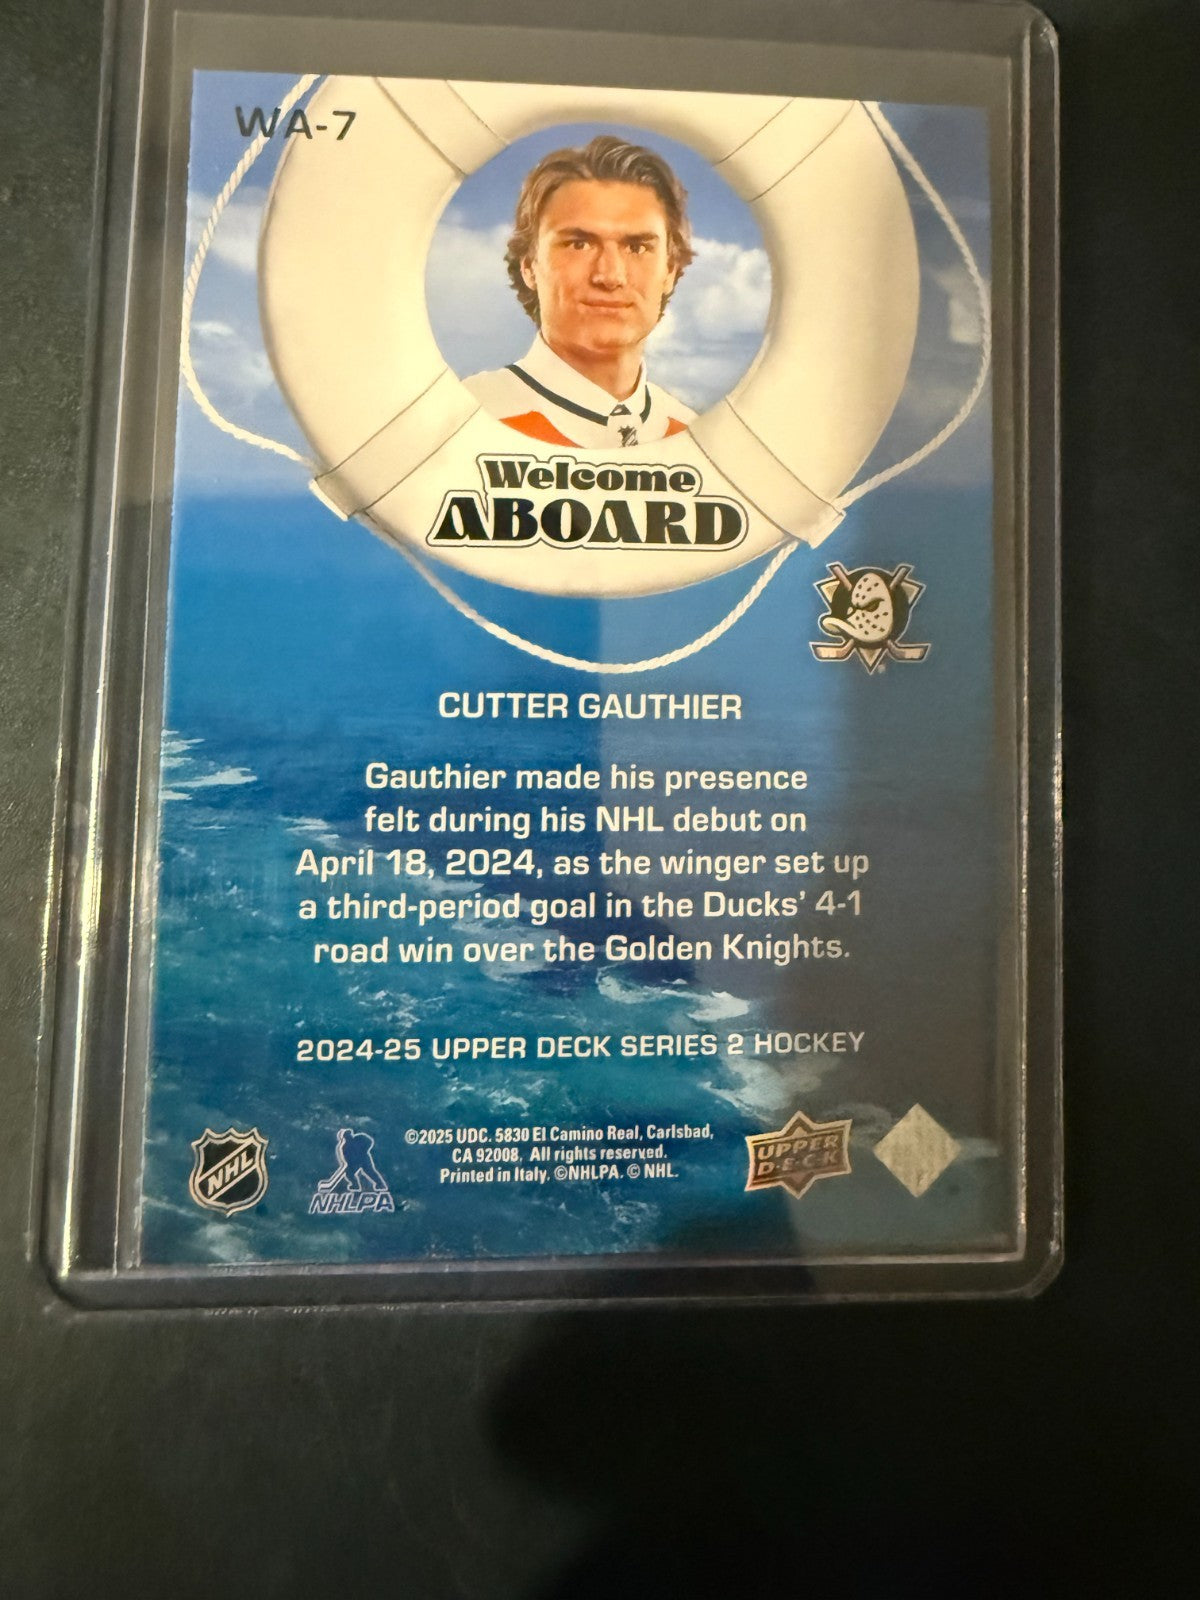 WA-7
Welcome
ABOARD
CUTTER GAUTHIER
Gauthier made his presence
felt during his NHL debut on
April 18, 2024, as the winger set up
a third-period goal in the Ducks' 4-1
road win over the Golden Knights.
2024-25 UPPER DECK SERIES 2 HOCKEY
©2025 UDC. 5830 El Camino Real, Carlsbad,
CA 92008. All rights reserved.
Printed in Italy. ©NHLPA. © NHL.
NHL
NHLPA
UPPER
DECK